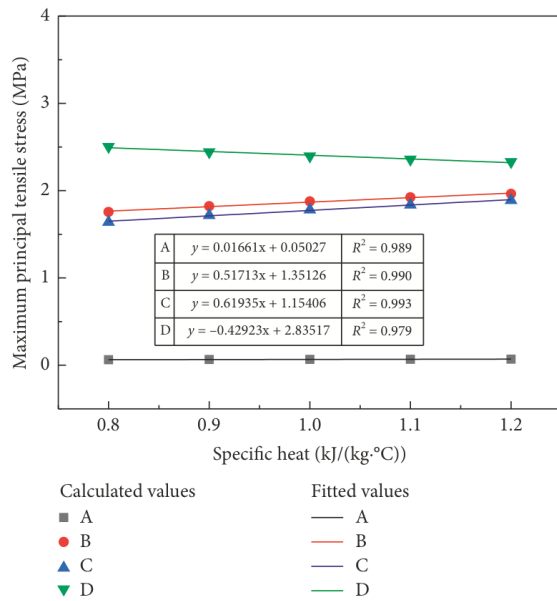 Maximum principal tensile stress (MPa)
4
3
2
1
0
A y = 0.01661x + 0.05027 R² = 0.989
B y = 0.51713x + 1.35126 R² = 0.990
C y = 0.61935x + 1.15406 R² = 0.993
D y = –0.42923x + 2.83517 R² = 0.979
0.8 0.9 1.0 1.1 1.2
Specific heat (kJ/(kg·°C))
Calculated values
A
B
C
D
Fitted values
A
B
C
D